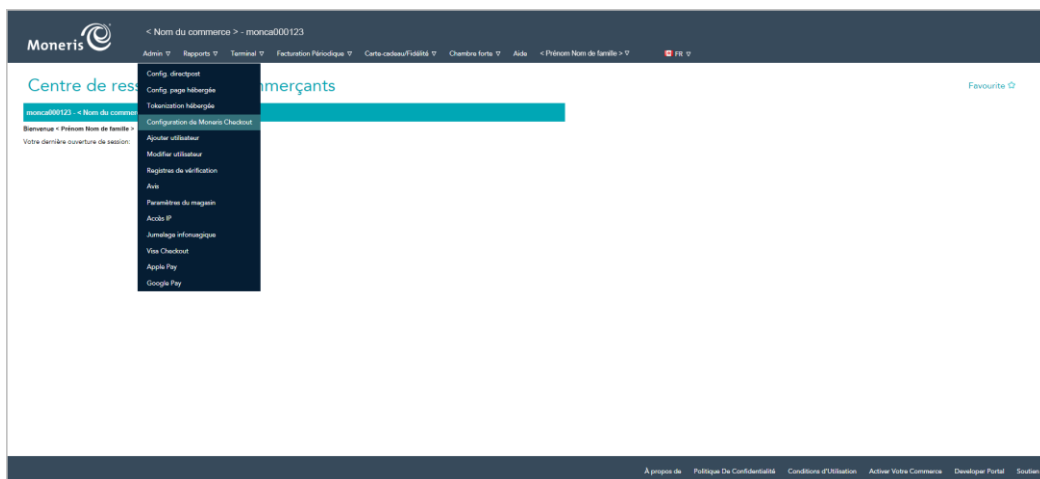 Moneris
< Nom du commerce > - monca000123
Admin Rapports Terminal Facturation Périodique Carte-cadeau/Fidélité Chambre forte Aide < Prénom Nom de famille > FR
Centre de res
mmerçants
Favourite
monca000123 - < Nom du commer
Bienvenue < Prénom Nom de famille >
Votre dernière ouverture de session:
Config. directpost
Config. page hébergée
Tokenization hébergée
Configuration de Moneris Checkout
Ajouter utilisateur
Modifier utilisateur
Registres de vérification
Avis
Paramètres du magasin
Accès IP
Jumelage infonuagique
Visa Checkout
Apple Pay
Google Pay
À propos de Politique De Confidentialité Conditions d'Utilisation Activer Votre Commerce Developer Portal Soutien